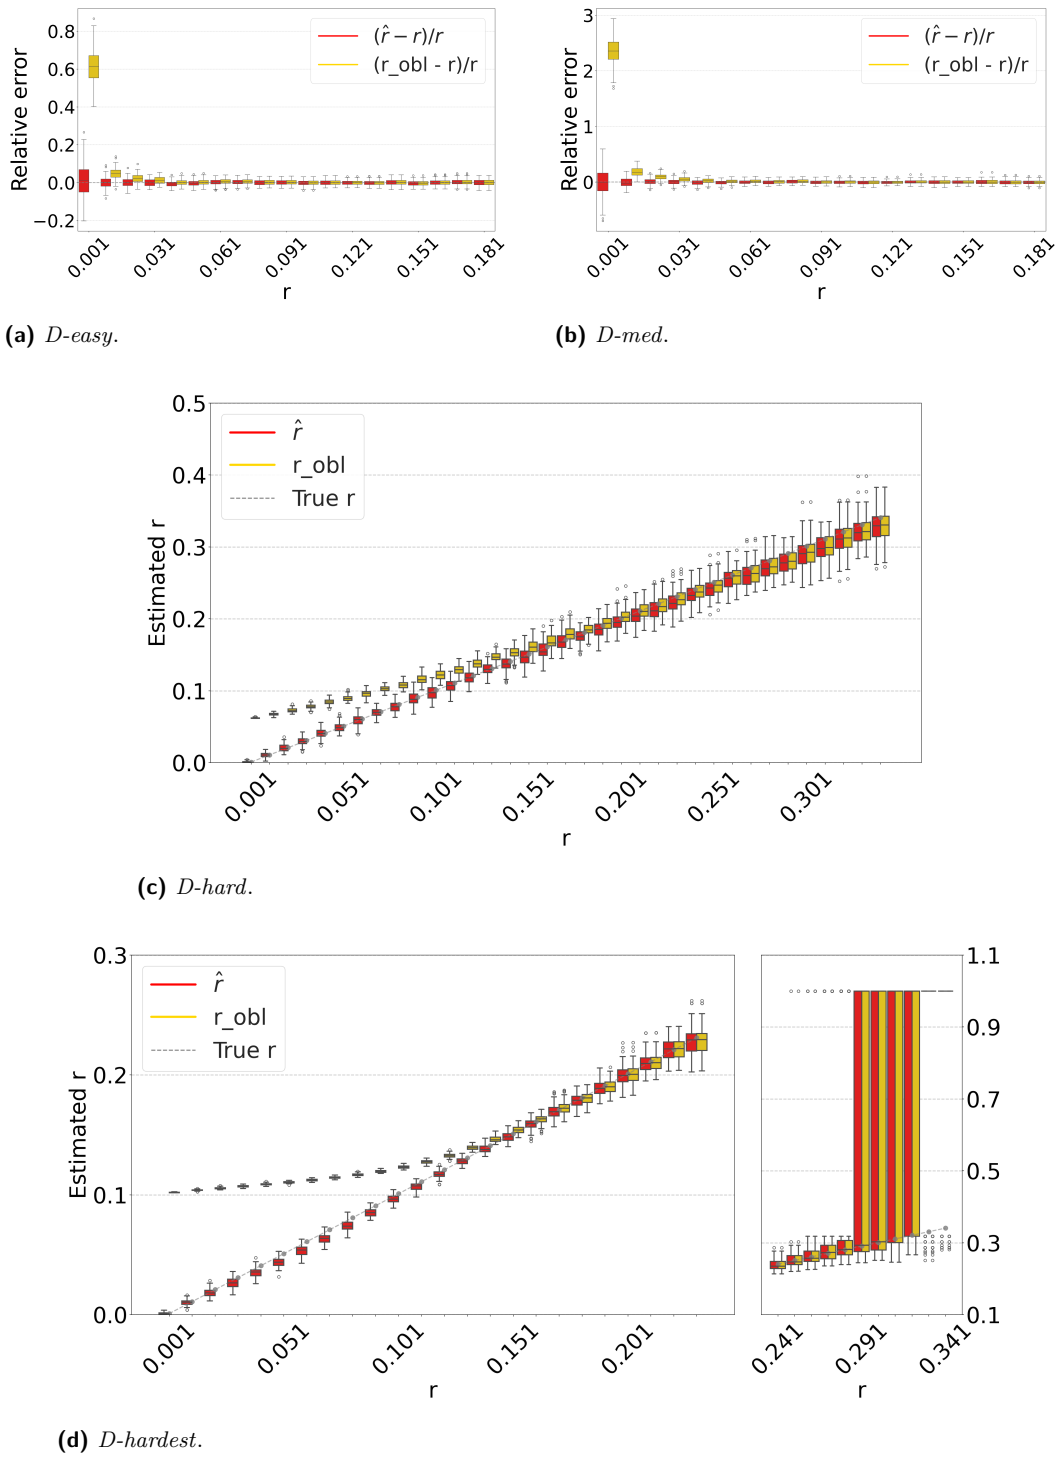 0.8
0.6
0.4
0.2
0.0
−0.2
Relative error
(r̂ − r)/r
(r_obl - r)/r
0.001
0.031
0.061
0.091
0.121
0.151
0.181
r
3
2
1
0
Relative error
(r̂ − r)/r
(r_obl - r)/r
0.001
0.031
0.061
0.091
0.121
0.151
0.181
r
(a) D-easy.
(b) D-med.
0.5
0.4
0.3
0.2
0.1
0.0
Estimated r
r̂
r_obl
True r
0.001
0.051
0.101
0.151
0.201
0.251
0.301
r
(c) D-hard.
0.3
0.2
0.1
0.0
Estimated r
r̂
r_obl
True r
0.001
0.051
0.101
0.151
0.201
r
1.1
0.9
0.7
0.5
0.3
0.1
0.241
0.291
0.341
r
(d) D-hardest.